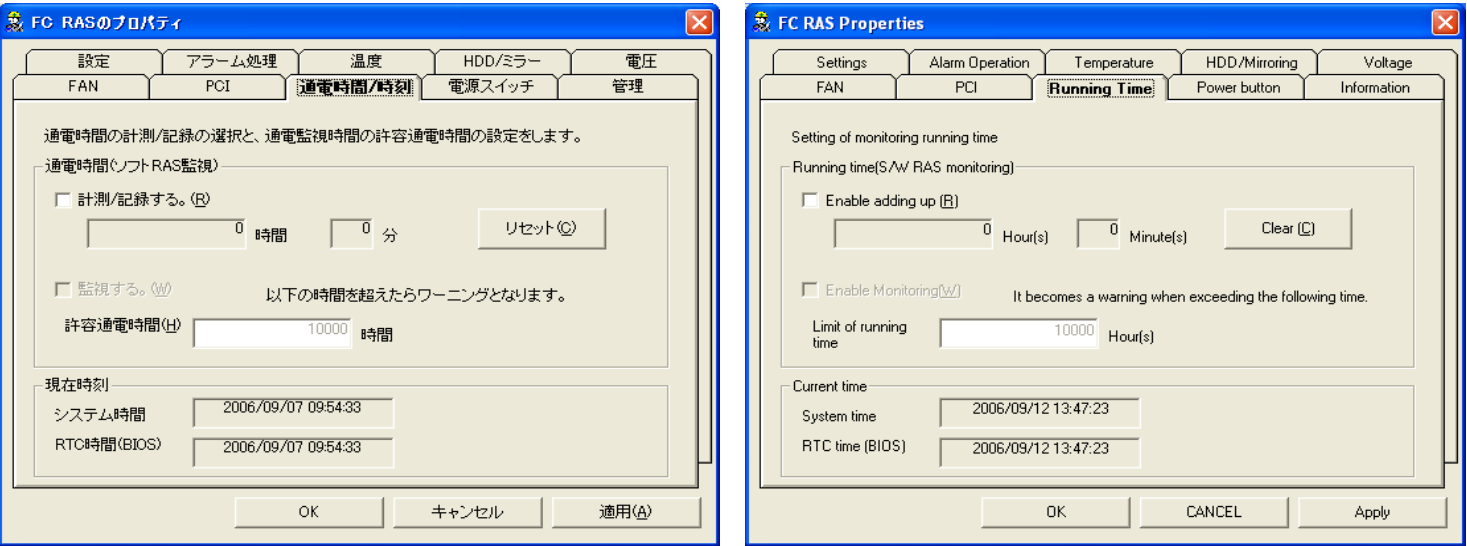 FC RASのプロパティ
設定 アラーム処理 温度 HDD/ミラー 電圧
FAN PCI 通電時間/時刻 電源スイッチ 管理
通電時間の計測/記録の選択と、通電監視時間の許容通電時間の設定をします。
通電時間(ソフトRAS監視)
計測/記録する。(R)
0 時間 0 分 リセット(C)
監視する。(W) 以下の時間を超えたらワーニングとなります。
許容通電時間(H) 10000 時間
現在時刻
システム時間 2006/09/07 09:54:33
RTC時間(BIOS) 2006/09/07 09:54:33
OK キャンセル 適用(A)
FC RAS Properties
Settings Alarm Operation Temperature HDD/Mirroring Voltage
FAN PCI Running Time Power button Information
Setting of monitoring running time
Running time(S/W RAS monitoring)
Enable adding up (R)
0 Hour(s) 0 Minute(s) Clear (C)
Enable Monitoring(W) It becomes a warning when exceeding the following time.
Limit of running
time 10000 Hour(s)
Current time
System time 2006/09/12 13:47:23
RTC time (BIOS) 2006/09/12 13:47:23
OK CANCEL Apply